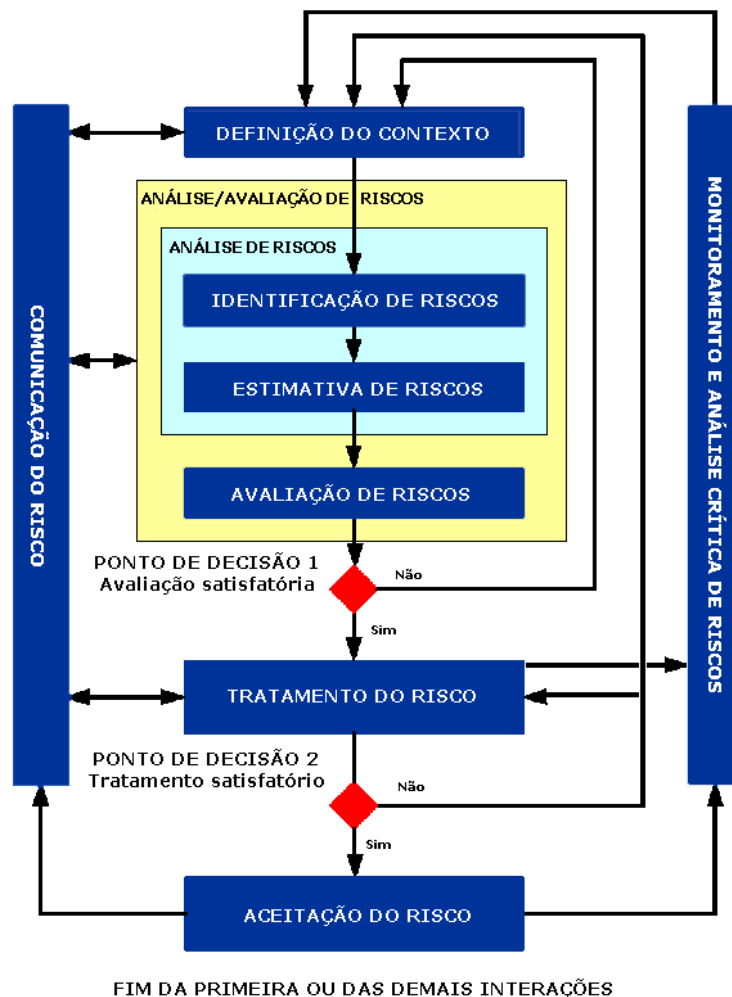 DEFINIÇÃO DO CONTEXTO
ANÁLISE/AVALIAÇÃO DE RISCOS
ANÁLISE DE RISCOS
IDENTIFICAÇÃO DE RISCOS
ESTIMATIVA DE RISCOS
AVALIAÇÃO DE RISCOS
COMUNICAÇÃO DO RISCO
MONITORAMENTO E ANÁLISE CRÍTICA DE RISCOS
PONTO DE DECISÃO 1
Avaliação satisfatória
Não
Sim
TRATAMENTO DO RISCO
PONTO DE DECISÃO 2
Tratamento satisfatório
Não
Sim
ACEITAÇÃO DO RISCO
FIM DA PRIMEIRA OU DAS DEMAIS INTERAÇÕES